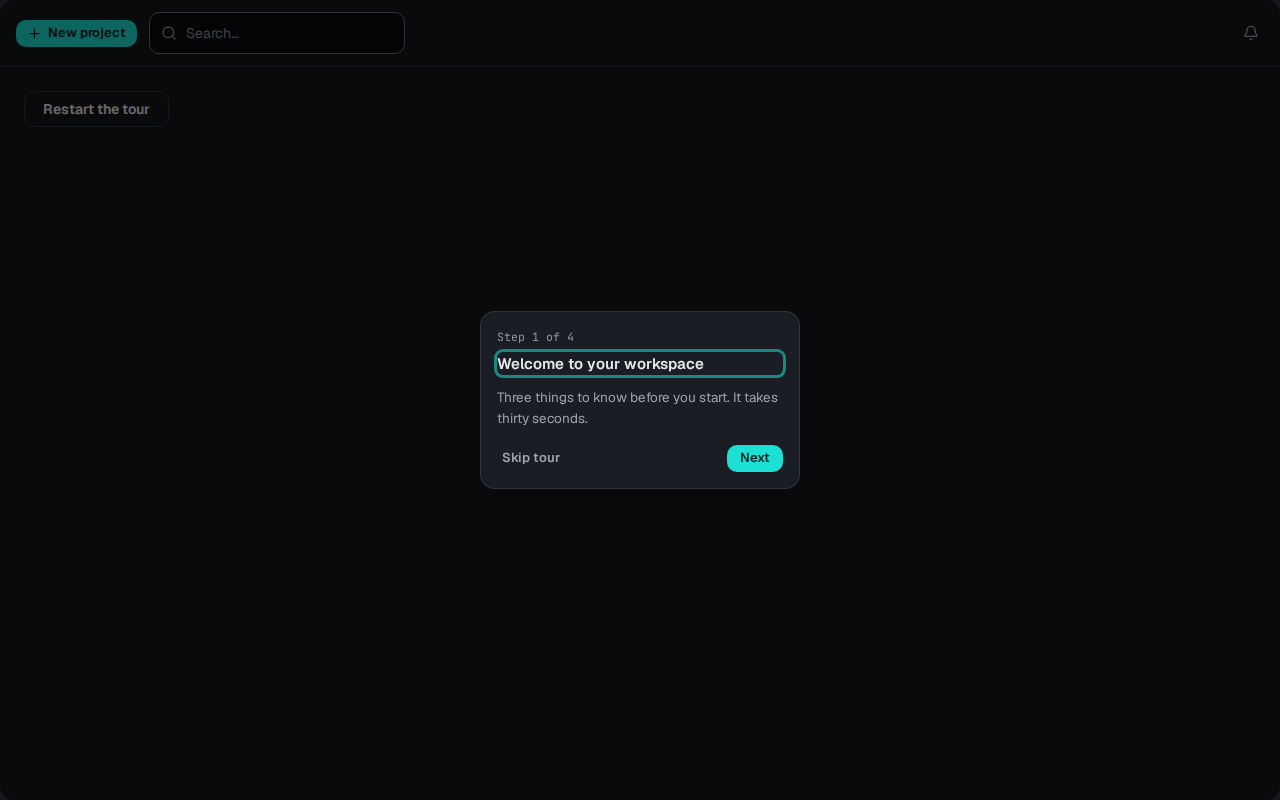 New project
Search…
Restart the tour
Step 1 of 4
Welcome to your workspace
Three things to know before you start. It takes
thirty seconds.
Skip tour
Next